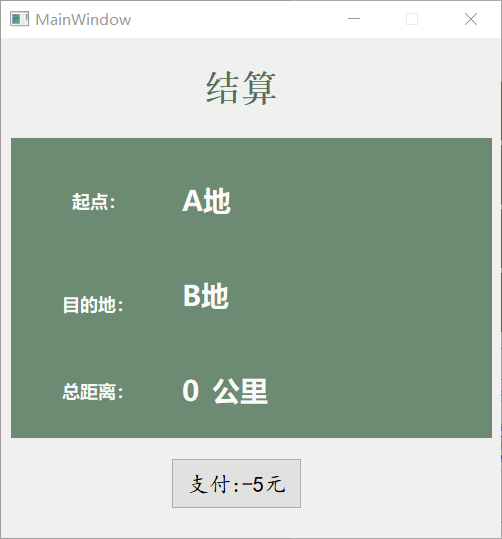 MainWindow
结算
起点： A地
目的地： B地
总距离： 0 公里
支付:-5元